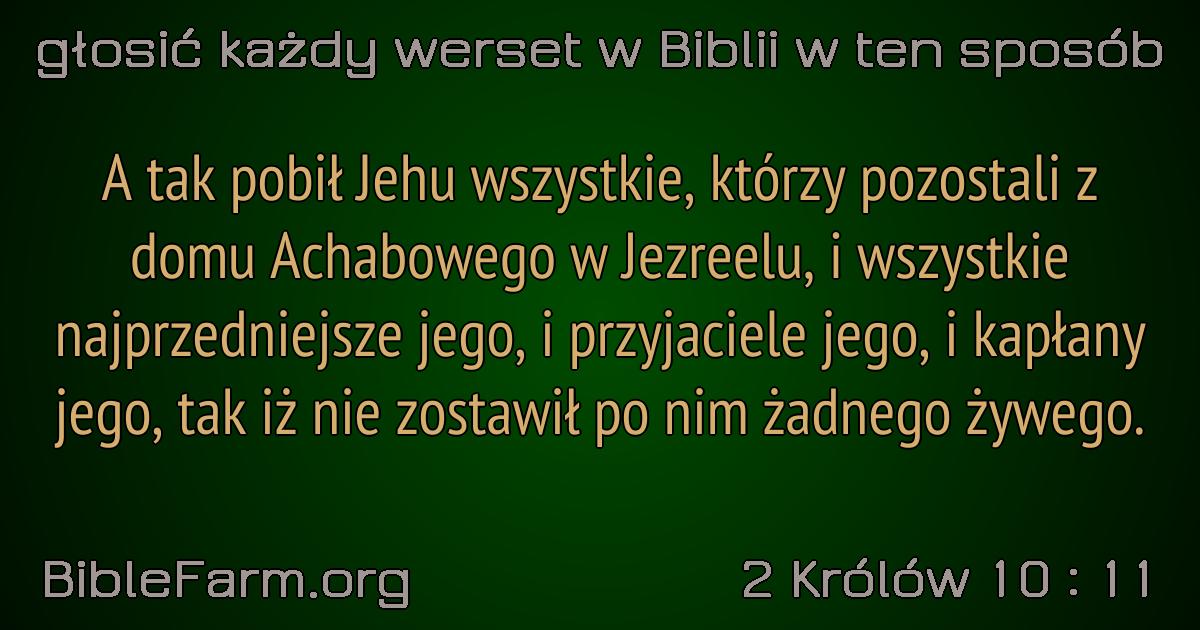 głosić każdy werset w Biblii w ten sposób
A tak pobił Jehu wszystkie, którzy pozostali z
domu Achabowego w Jezreelu, i wszystkie
najprzedniejsze jego, i przyjaciele jego, i kapłany
jego, tak iż nie zostawił po nim żadnego żywego.
BibleFarm.org
2 Królów 10 : 11